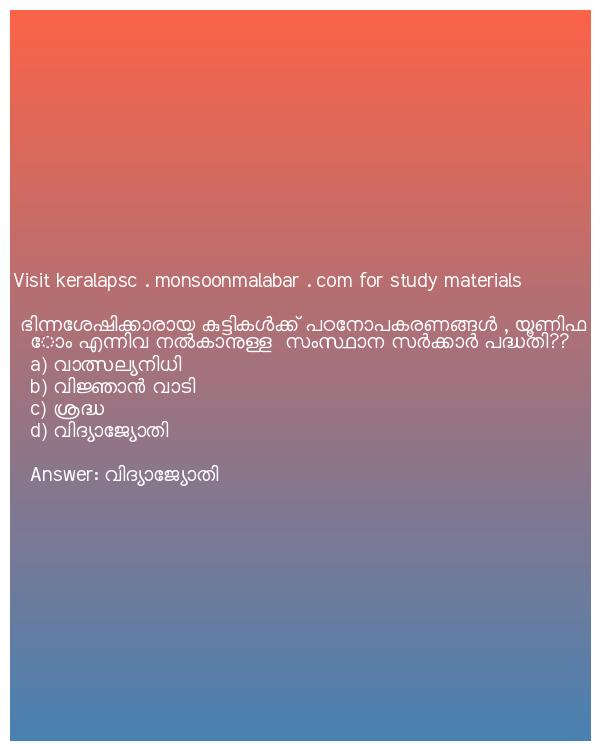 Visit keralapsc . monsoonmalabar . com for study materials
ഭിന്നശേഷിക്കാരായ കുട്ടികൾക്ക് പഠനോപകരണങ്ങൾ , യൂണിഫ
ോം എന്നിവ നൽകാനുള്ള സംസ്ഥാന സർക്കാർ പദ്ധതി??
a) വാത്സല്യനിധി
b) വിജ്ഞാൻ വാടി
c) ശ്രദ്ധ
d) വിദ്യാജ്യോതി
Answer: വിദ്യാജ്യോതി